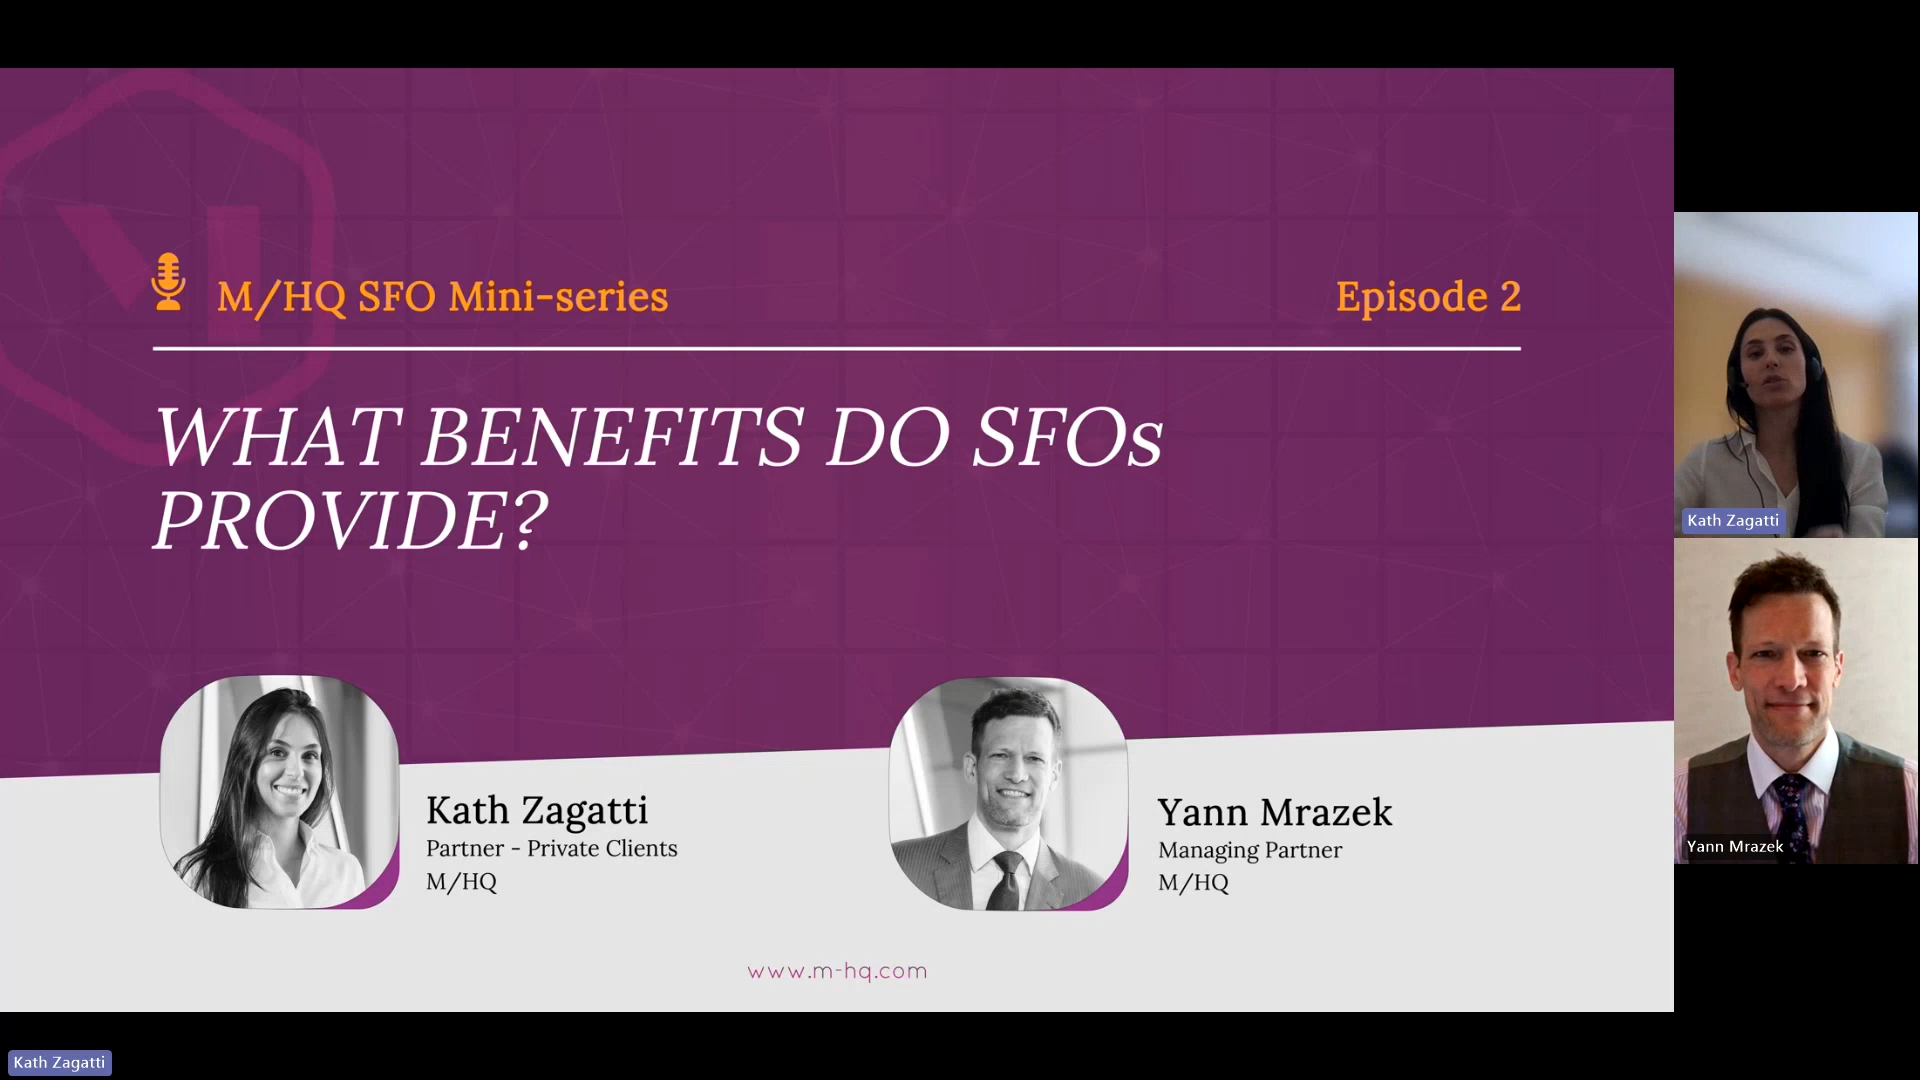 M/HQ SFO Mini-series
Episode 2
WHAT BENEFITS DO SFOs
PROVIDE?
Kath Zagatti
Partner - Private Clients
M/HQ
Yann Mrazek
Managing Partner
M/HQ
www.m-hq.com
Kath Zagatti
Yann Mrazek
Kath Zagatti